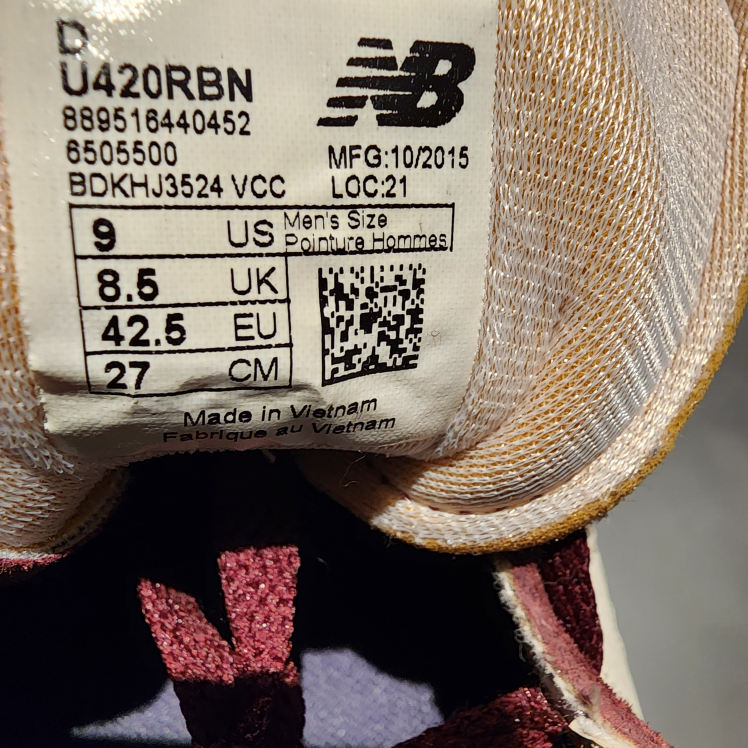 D
U420RBN
NB
889516440452
6505500
MFG:10/2015
BDKHJ3524 VCC
LOC:21
9 US Men's Size
Pointure Hommes
8.5 UK
42.5 EU
27 CM
Made in Vietnam
Fabrique au Vietnam